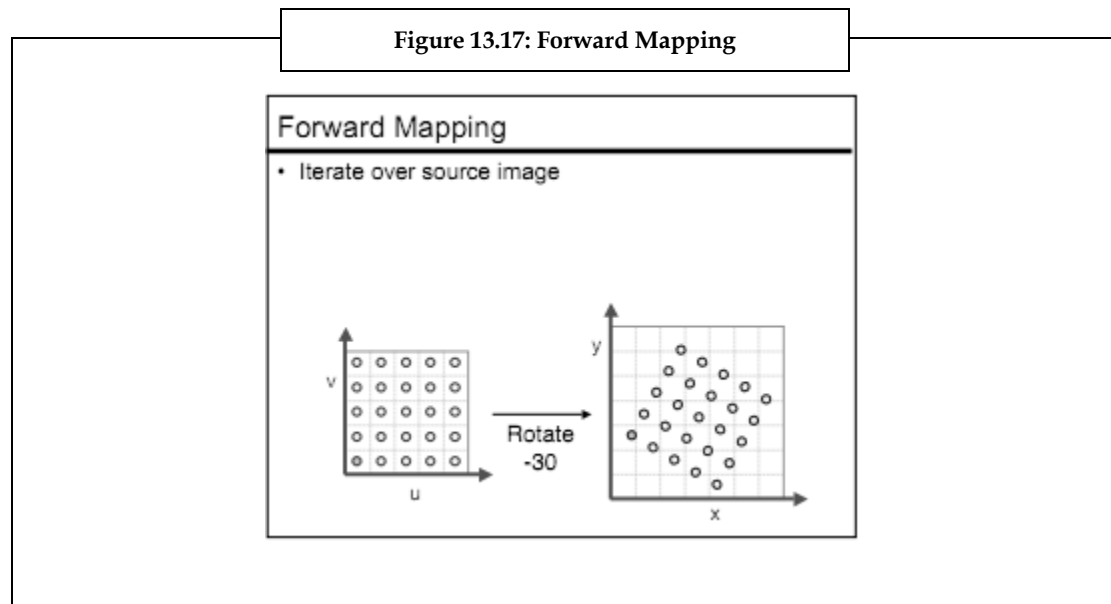 Figure 13.17: Forward Mapping
Forward Mapping
• Iterate over source image
v
u
Rotate
-30
y
x